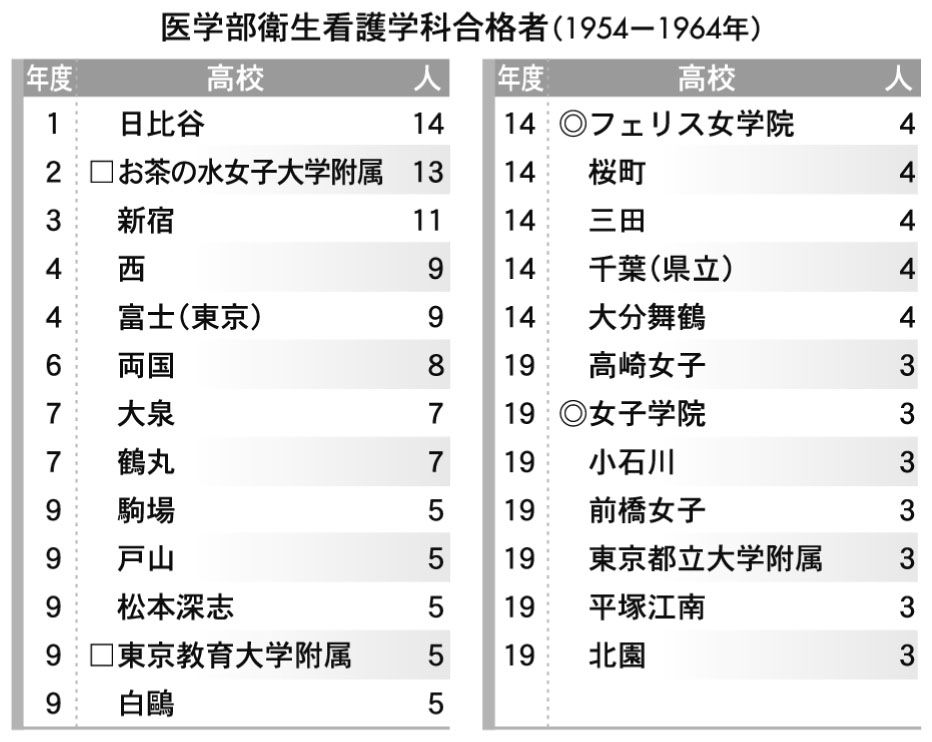 医学部衛生看護学科合格者（1954ー1964年）
年度 高校 人
1 日比谷 14
2 □お茶の水女子大学附属 13
3 新宿 11
4 西 9
4 富士（東京） 9
6 両国 8
7 大泉 7
7 鶴丸 7
9 駒場 5
9 戸山 5
9 松本深志 5
9 □東京教育大学附属 5
9 白鷗 5
年度 高校 人
14 ◎フェリス女学院 4
14 桜町 4
14 三田 4
14 千葉（県立） 4
14 大分舞鶴 4
19 高崎女子 3
19 ◎女子学院 3
19 小石川 3
19 前橋女子 3
19 東京都立大学附属 3
19 平塚江南 3
19 北園 3